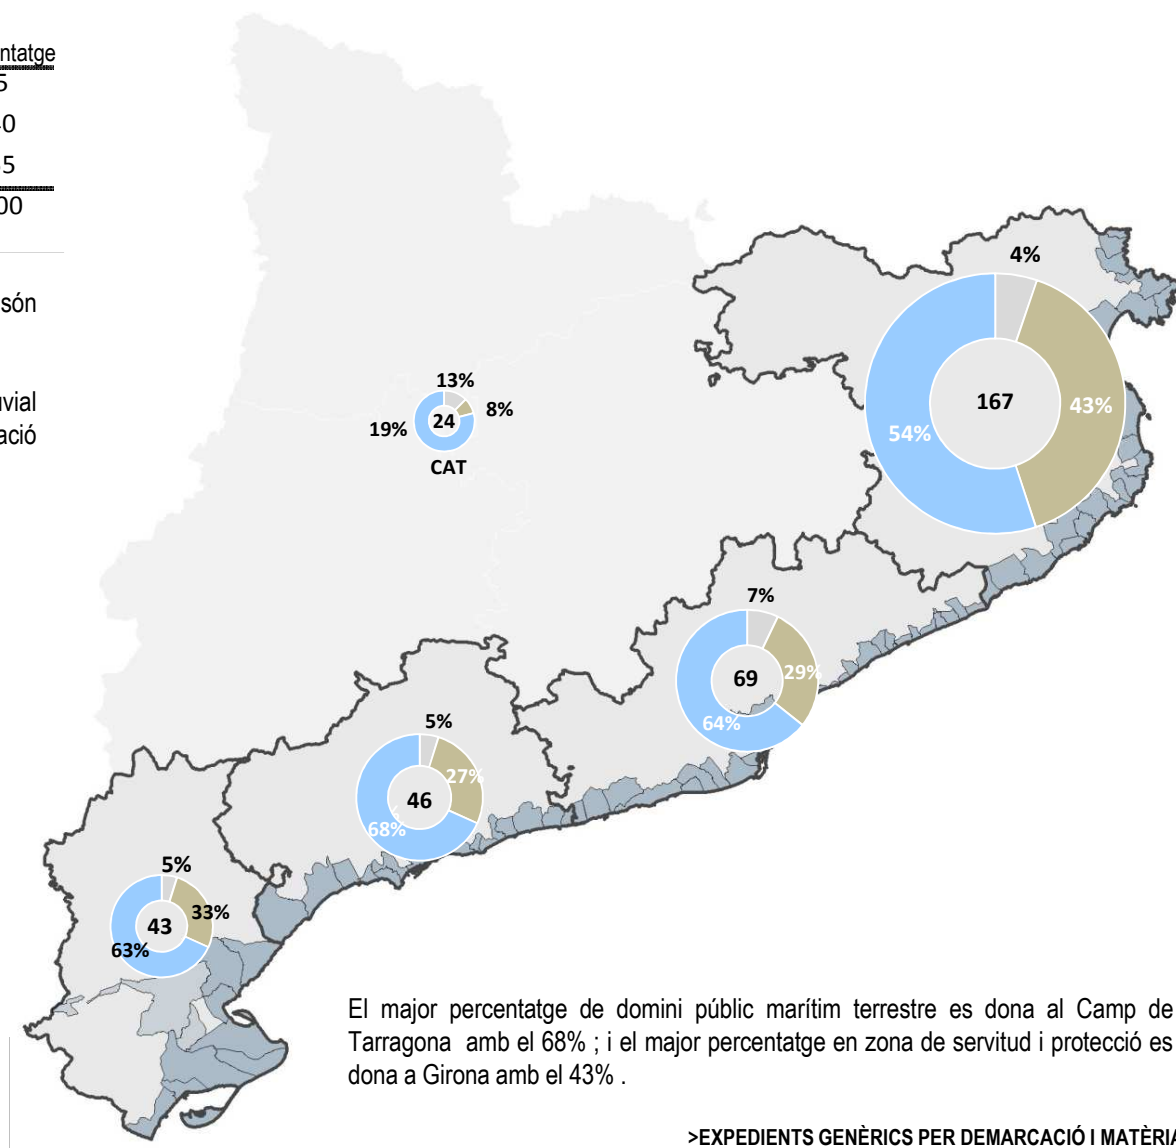 ntatge
5
40
00
són
uvial
ació
4%
167
43%
54%
13%
24
8%
19%
CAT
7%
69
29%
64%
5%
46
27%
68%
5%
43
33%
63%
El major percentatge de domini públic marítim terrestre es dona al Camp de
Tarragona amb el 68% ; i el major percentatge en zona de servitud i protecció es
dona a Girona amb el 43% .
>EXPEDIENTS GENÈRICS PER DEMARCACIÓ I MATÈRIA